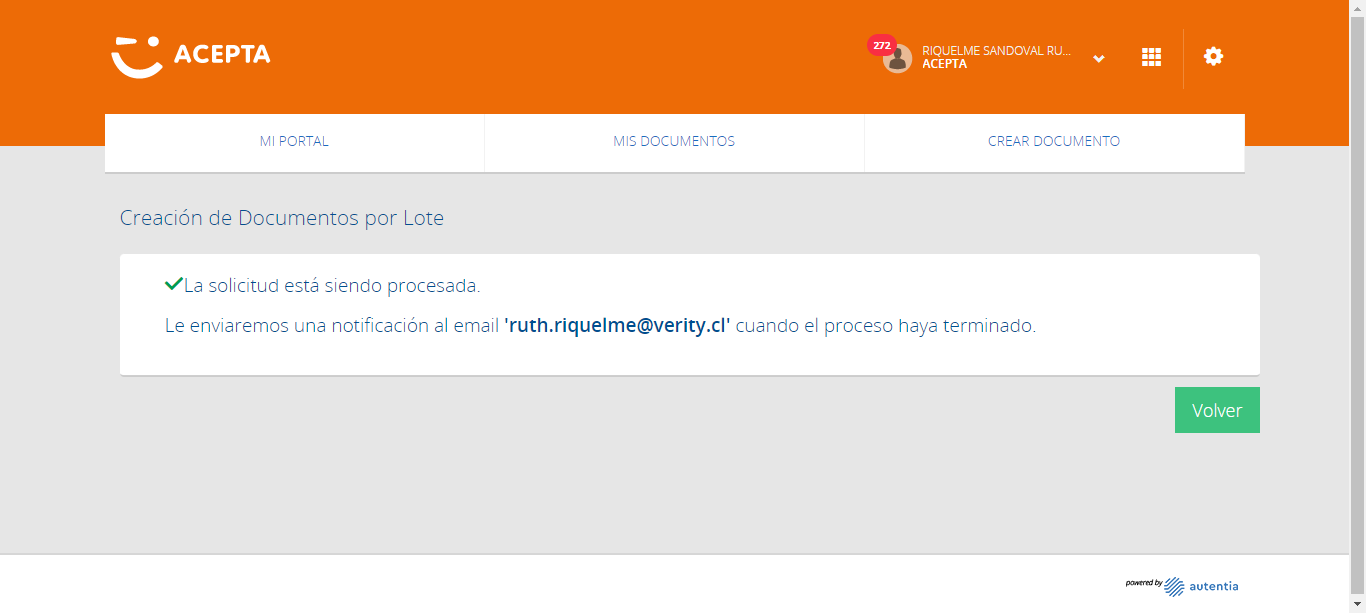 ACEPTA
272
RIQUELME SANDOVAL RU...
ACEPTA
MI PORTAL
MIS DOCUMENTOS
CREAR DOCUMENTO
Creación de Documentos por Lote
La solicitud está siendo procesada.
Le enviaremos una notificación al email 'ruth.riquelme@verity.cl' cuando el proceso haya terminado.
Volver
powered by autentia